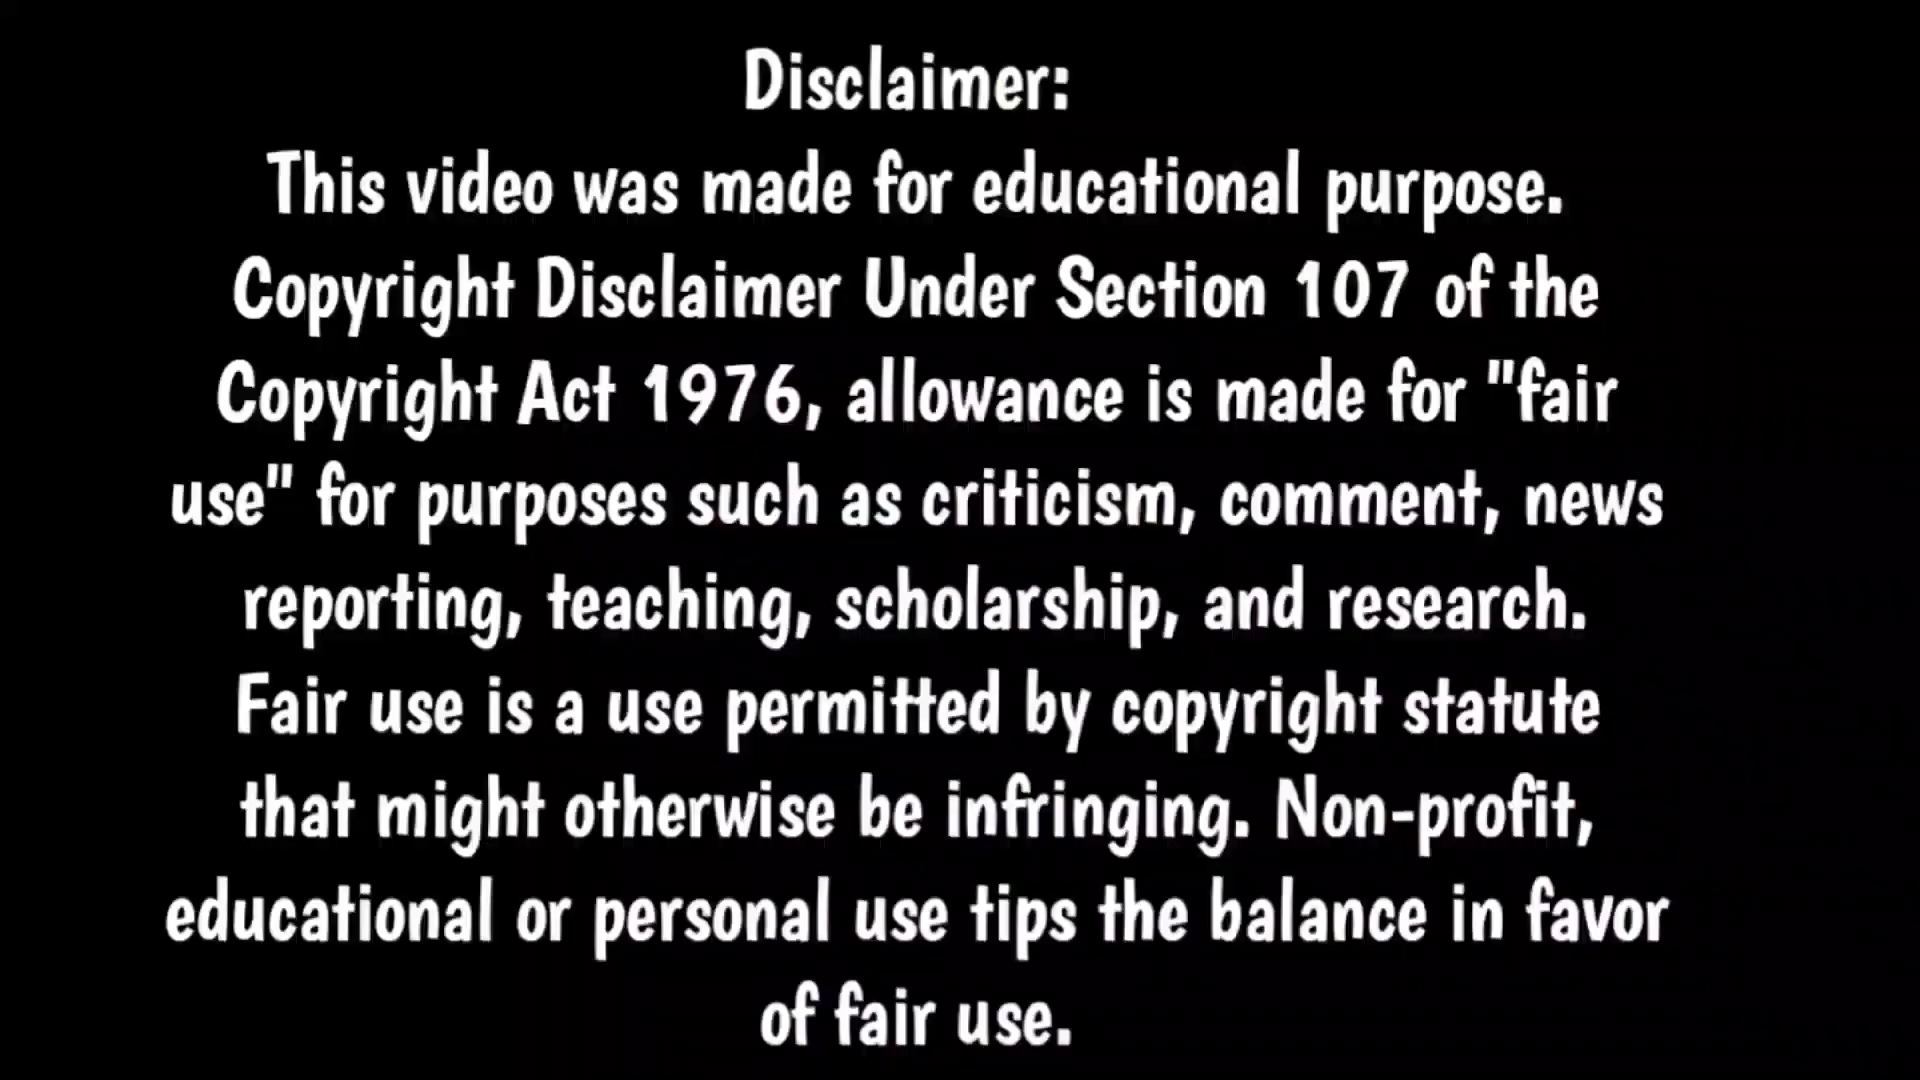 Disclaimer:
This video was made for educational purpose.
Copyright Disclaimer Under Section 107 of the
Copyright Act 1976, allowance is made for "fair
use" for purposes such as criticism, comment, news
reporting, teaching, scholarship, and research.
Fair use is a use permitted by copyright statute
that might otherwise be infringing. Non-profit,
educational or personal use tips the balance in favor
of fair use.